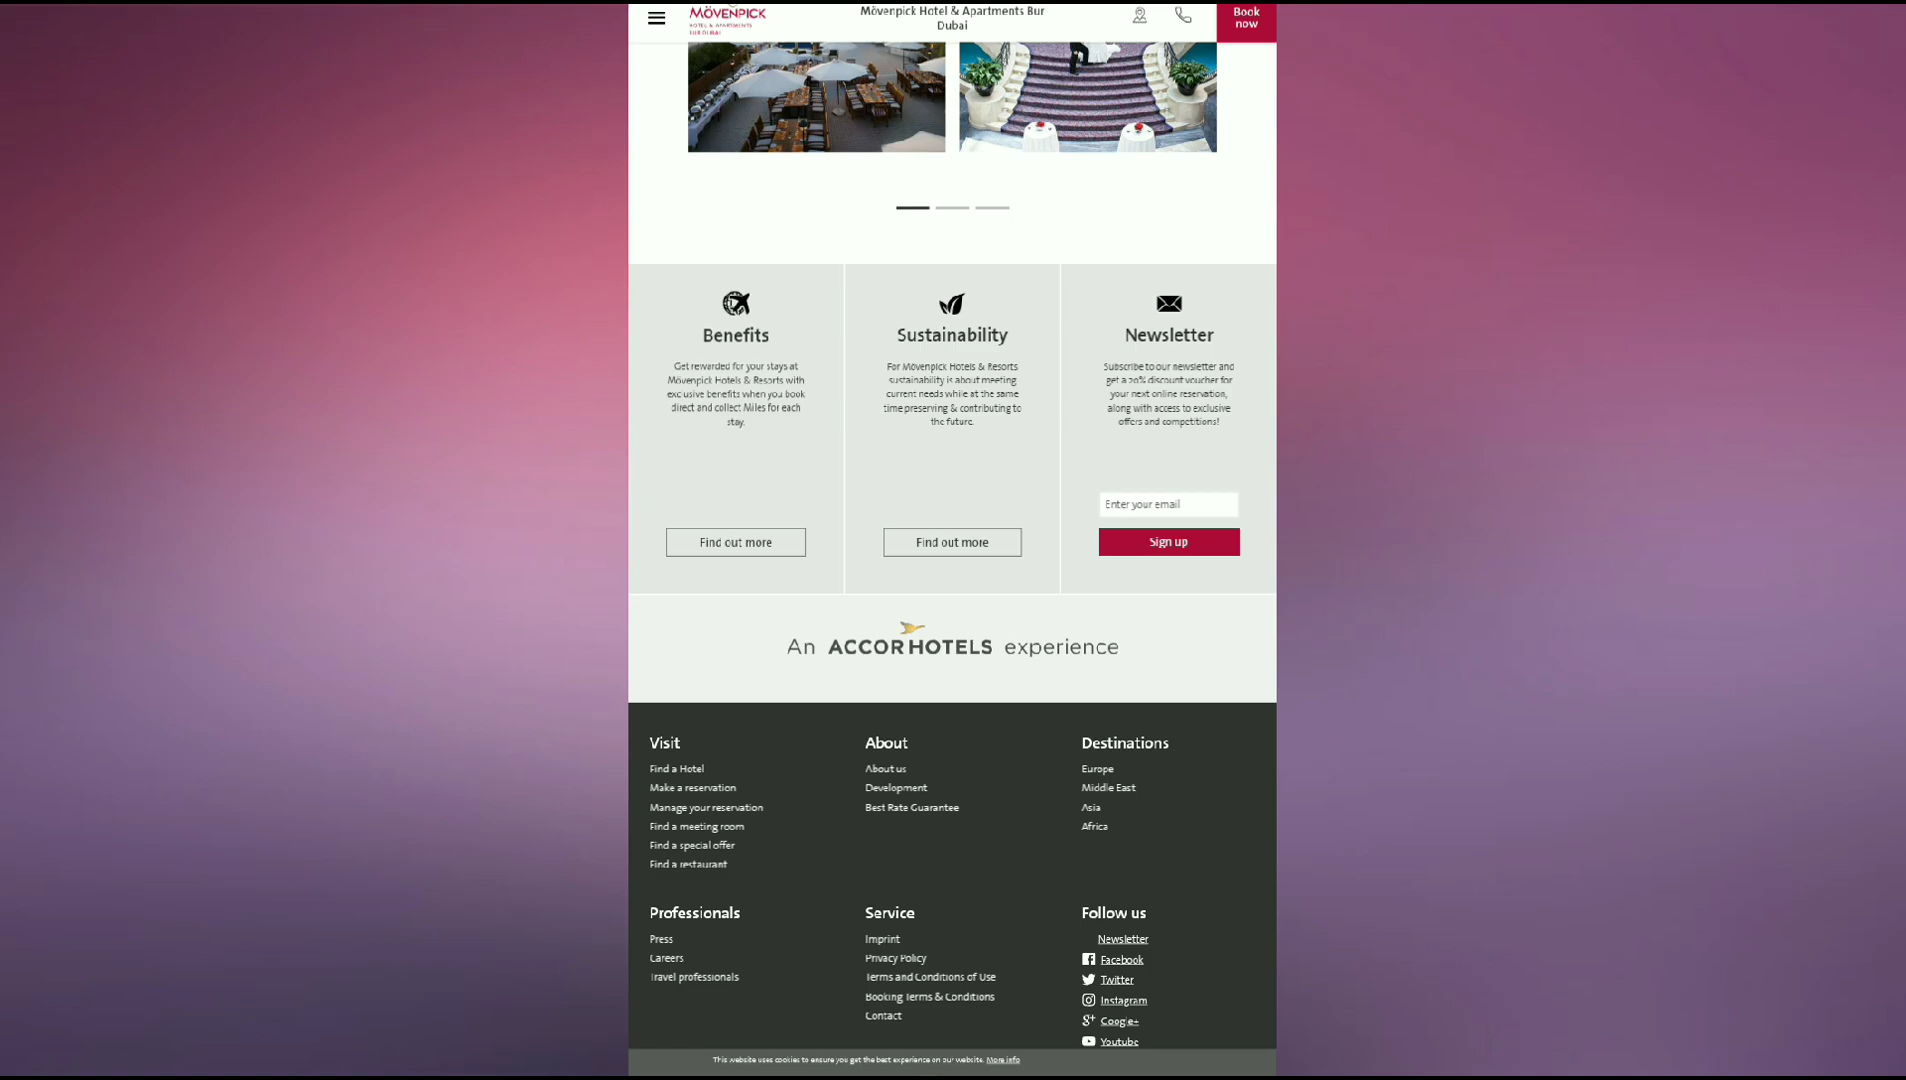 MÖVENPICK
HOTEL & APARTMENTS
BUR DUBAI
Mövenpick Hotel & Apartments Bur
Dubai
Book
now
Benefits
Get rewarded for your stays at
Mövenpick Hotels & Resorts with
exclusive benefits when you book
direct and collect Miles for each
stay.
Find out more
Sustainability
For Mövenpick Hotels & Resorts
sustainability is about meeting
current needs while at the same
time preserving & contributing to
the future.
Find out more
Newsletter
Subscribe to our newsletter and
get a 20% discount voucher for
your next online reservation,
along with access to exclusive
offers and competitions!
Enter your email
Sign up
An ACCORHOTELS experience
Visit
Find a Hotel
Make a reservation
Manage your reservation
Find a meeting room
Find a special offer
Find a restaurant
About
About us
Development
Best Rate Guarantee
Destinations
Europe
Middle East
Asia
Africa
Professionals
Press
Careers
Travel professionals
Service
Imprint
Privacy Policy
Terms and Conditions of Use
Booking Terms & Conditions
Contact
Follow us
Newsletter
Facebook
Twitter
Instagram
Google+
Youtube
This website uses cookies to ensure you get the best experience on our website. More info